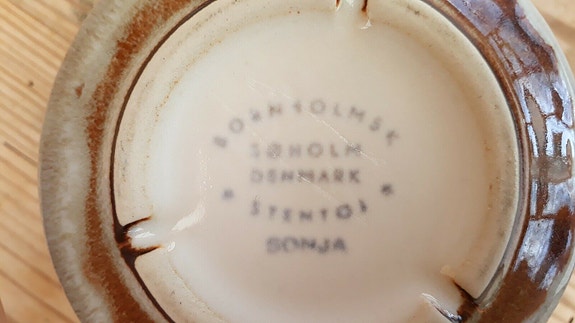 BORNHOLMSK
SØHOLM
DENMARK
* STENTØJ *
SONJA